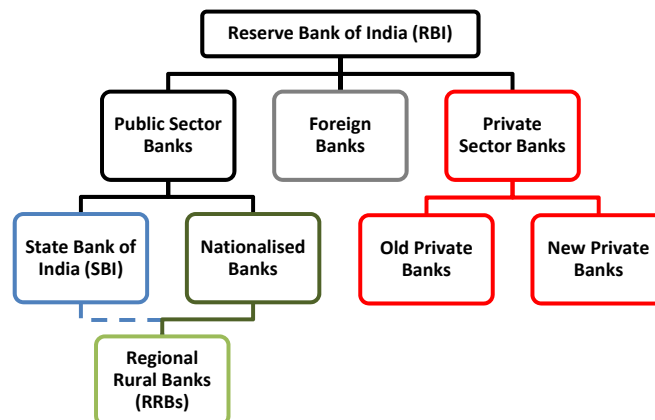 Reserve Bank of India (RBI)
Public Sector
Banks
Foreign
Banks
Private
Sector Banks
State Bank of
India (SBI)
Nationalised
Banks
Old Private
Banks
New Private
Banks
Regional
Rural Banks
(RRBs)